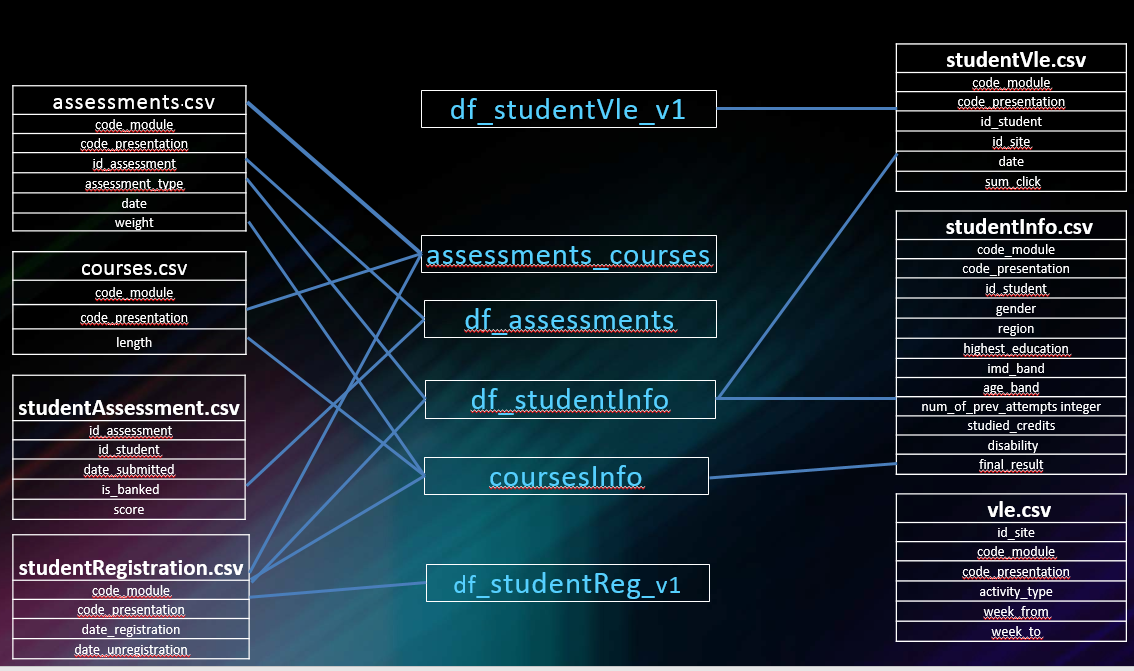 assessments.csv
code_module
code_presentation
id_assessment
assessment_type
date
weight
courses.csv
code_module
code_presentation
length
studentAssessment.csv
id_assessment
id_student
date_submitted
is_banked
score
studentRegistration.csv
code_module
code_presentation
date_registration
date_unregistration
df_studentVle_v1
assessments_courses
df_assessments
df_studentInfo
coursesInfo
df_studentReg_v1
studentVle.csv
code_module
code_presentation
id_student
id_site
date
sum_click
studentInfo.csv
code_module
code_presentation
id_student
gender
region
highest_education
imd_band
age_band
num_of_prev_attempts integer
studied_credits
disability
final_result
vle.csv
id_site
code_module
code_presentation
activity_type
week_from
week_to